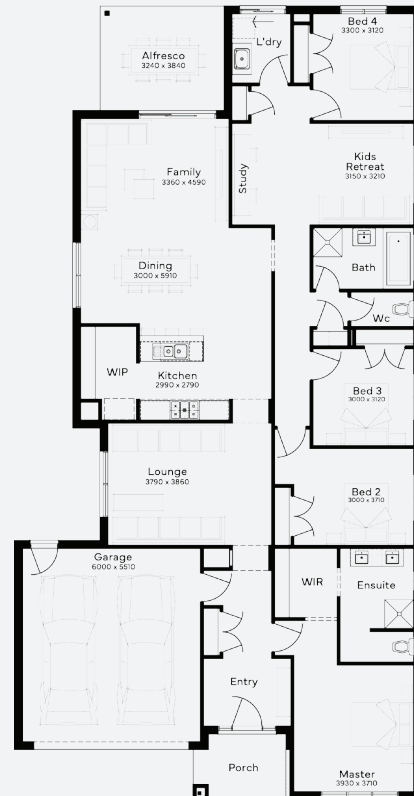 L'dry
Bed 4
3300 x 3120
Alfresco
3240 x 3840
Study
Kids
Retreat
3150 x 3210
Family
3360 x 4590
Bath
Dining
3000 x 5910
Wc
WIP
Kitchen
2990 x 2790
Bed 3
3000 x 3120
Lounge
3790 x 3860
Bed 2
3000 x 3710
Garage
6000 x 5510
WIR
Ensuite
Entry
Porch
Master
3930 x 3710